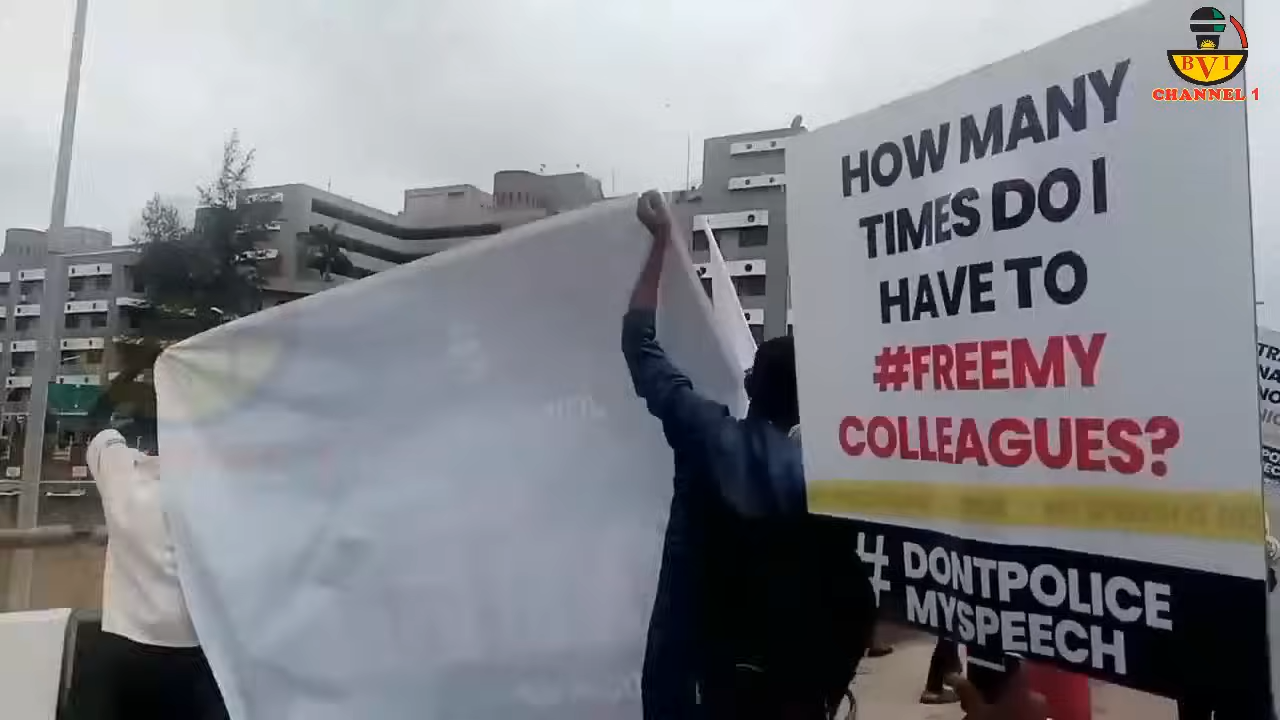 BVI
CHANNEL 1
HOW MANY
TIMES DO I
HAVE TO
#FREEMY
COLLEAGUES?
# DONTPOLICE
MYSPEECH